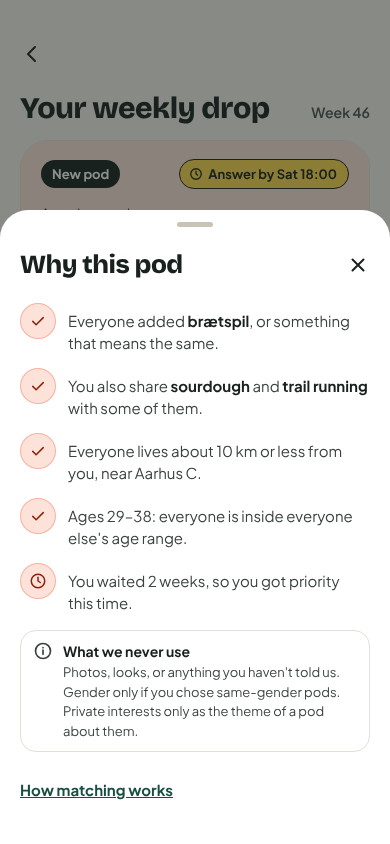 Your weekly drop
Week 46
New pod
Answer by Sat 18:00
Why this pod
Everyone added brætspil, or something
that means the same.
You also share sourdough and trail running
with some of them.
Everyone lives about 10 km or less from
you, near Aarhus C.
Ages 29–38: everyone is inside everyone
else's age range.
You waited 2 weeks, so you got priority
this time.
What we never use
Photos, looks, or anything you haven't told us.
Gender only if you chose same-gender pods.
Private interests only as the theme of a pod
about them.
How matching works